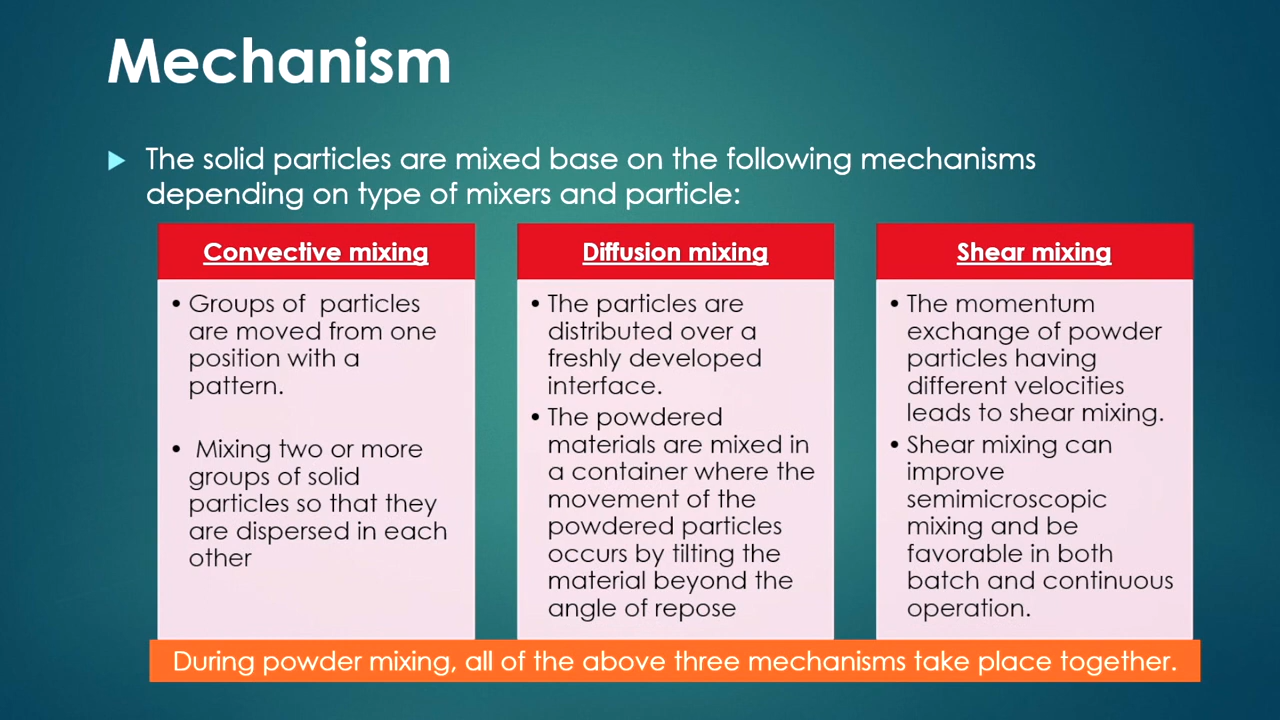 Mechanism
The solid particles are mixed base on the following mechanisms
depending on type of mixers and particle:
Convective mixing
• Groups of particles
are moved from one
position with a
pattern.
• Mixing two or more
groups of solid
particles so that they
are dispersed in each
other
Diffusion mixing
• The particles are
distributed over a
freshly developed
interface.
• The powdered
materials are mixed in
a container where the
movement of the
powdered particles
occurs by tilting the
material beyond the
angle of repose
Shear mixing
• The momentum
exchange of powder
particles having
different velocities
leads to shear mixing.
• Shear mixing can
improve
semimicroscopic
mixing and be
favorable in both
batch and continuous
operation.
During powder mixing, all of the above three mechanisms take place together.